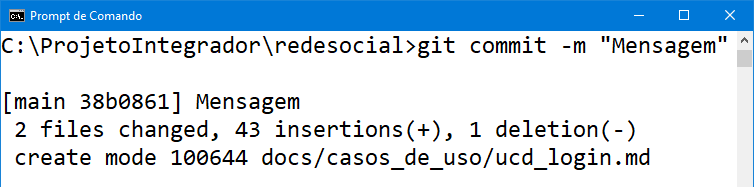 Prompt de Comando
C:\ProjetoIntegrador\redesocial>git commit -m "Mensagem"
[main 38b0861] Mensagem
2 files changed, 43 insertions(+), 1 deletion(-)
create mode 100644 docs/casos_de_uso/ucd_login.md